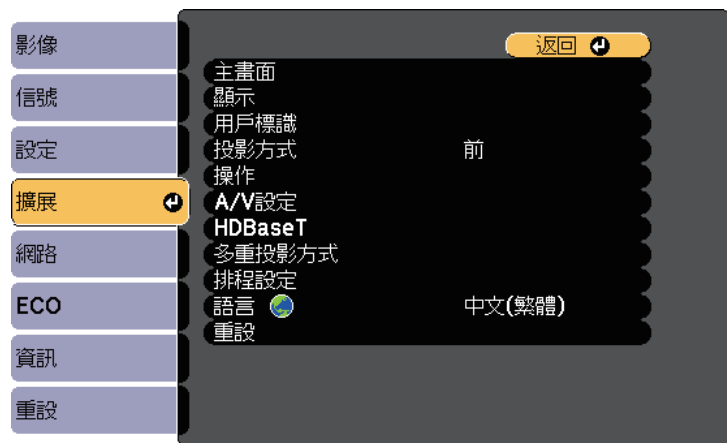 影像
信號
設定
擴展
網路
ECO
資訊
重設
返回
主畫面
顯示
用戶標識
投影方式 前
操作
A/V設定
HDBaseT
多重投影方式
排程設定
語言 中文(繁體)
重設